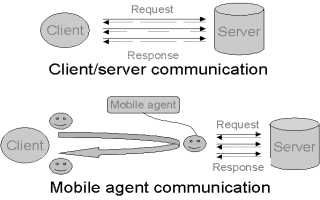 Request
Client
Server
Response
Client/server communication
Mobile agent
Request
Client
Server
Response
Mobile agent communication